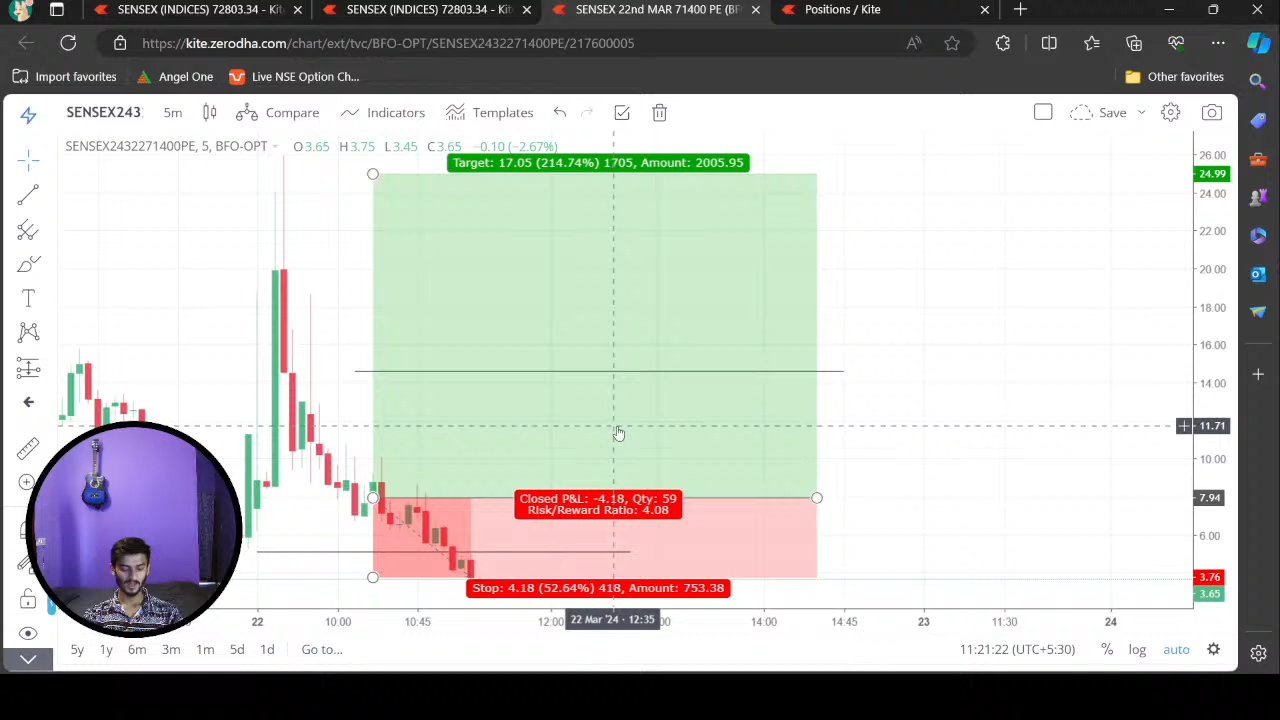 SENSEX (INDICES) 72803.34 - Kit
SENSEX (INDICES) 72803.34 - Kit
SENSEX 22nd MAR 71400 PE (BF
Positions / Kite
https://kite.zerodha.com/chart/ext/tvc/BFO-OPT/SENSEX2432271400PE/217600005
Import favorites
Angel One
Live NSE Option Ch...
Other favorites
SENSEX243
5m
Compare
Indicators
Templates
Save
SENSEX2432271400PE, 5, BFO-OPT
O3.65 H3.75 L3.45 C3.65 −0.10 (−2.67%)
Target: 17.05 (214.74%) 1705, Amount: 2005.95
26.00
24.99
24.00
22.00
20.00
18.00
16.00
14.00
11.71
10.00
Closed P&L: -4.18, Qty: 59
Risk/Reward Ratio: 4.08
7.94
6.00
Stop: 4.18 (52.64%) 418, Amount: 753.38
3.76
3.65
22
10:00
10:45
12:00
22 Mar '24 · 12:35
14:00
14:45
23
11:30
24
5y
1y
6m
3m
1m
5d
1d
Go to...
11:21:22 (UTC+5:30)
%
log
auto